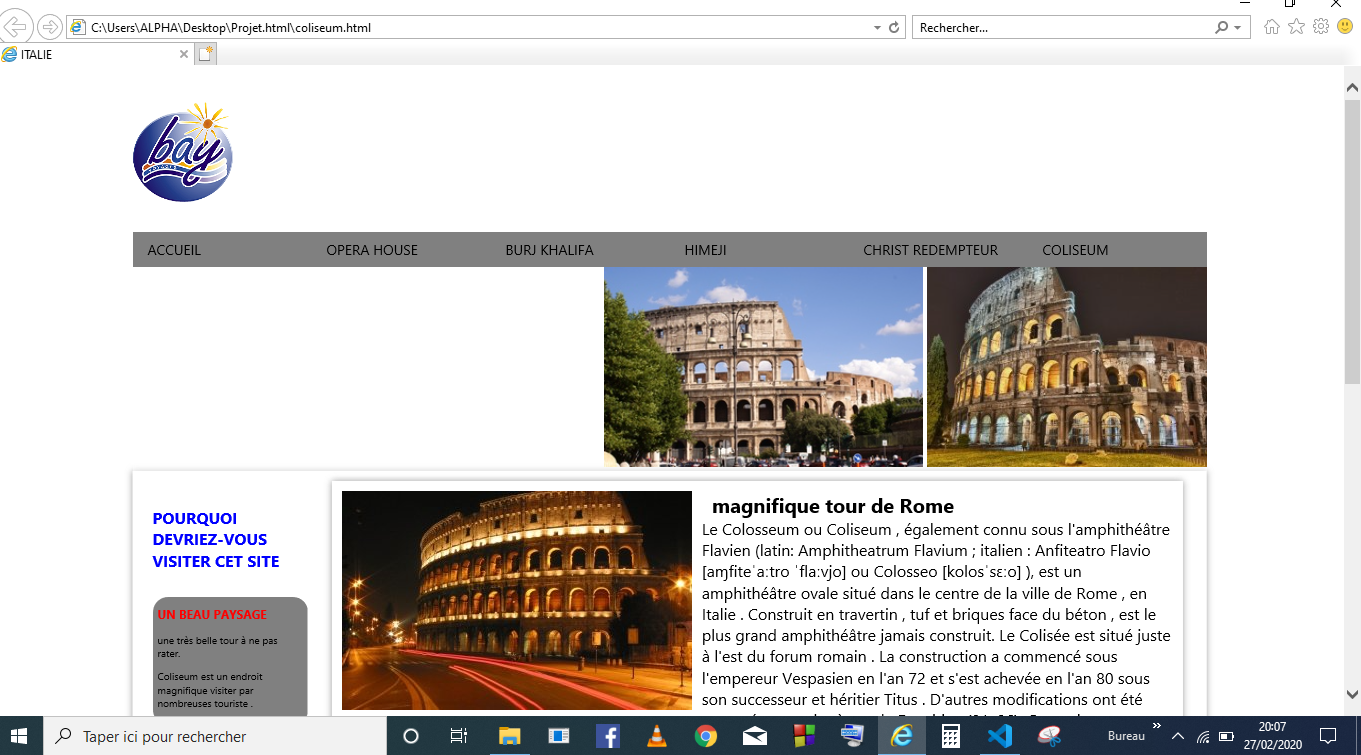 C:\Users\ALPHA\Desktop\Projet.html\coliseum.html
Rechercher...
ITALIE
bay
ACCUEIL OPERA HOUSE BURJ KHALIFA HIMEJI CHRIST REDEMPTEUR COLISEUM
POURQUOI
DEVRIEZ-VOUS
VISITER CET SITE
UN BEAU PAYSAGE
une très belle tour à ne pas
rater.
Coliseum est un endroit
magnifique visiter par
nombreuses touriste .
magnifique tour de Rome
Le Colosseum ou Coliseum , également connu sous l'amphithéâtre
Flavien (latin: Amphitheatrum Flavium ; italien : Anfiteatro Flavio
[aɱfiteˈaːtro ˈflaːvjo] ou Colosseo [kolosˈsɛːo] ), est un
amphithéâtre ovale situé dans le centre de la ville de Rome , en
Italie . Construit en travertin , tuf et briques face du béton , est le
plus grand amphithéâtre jamais construit. Le Colisée est situé juste
à l'est du forum romain . La construction a commencé sous
l'empereur Vespasien en l'an 72 et s'est achevée en l'an 80 sous
son successeur et héritier Titus . D'autres modifications ont été
Taper ici pour rechercher
Bureau
20:07
27/02/2020